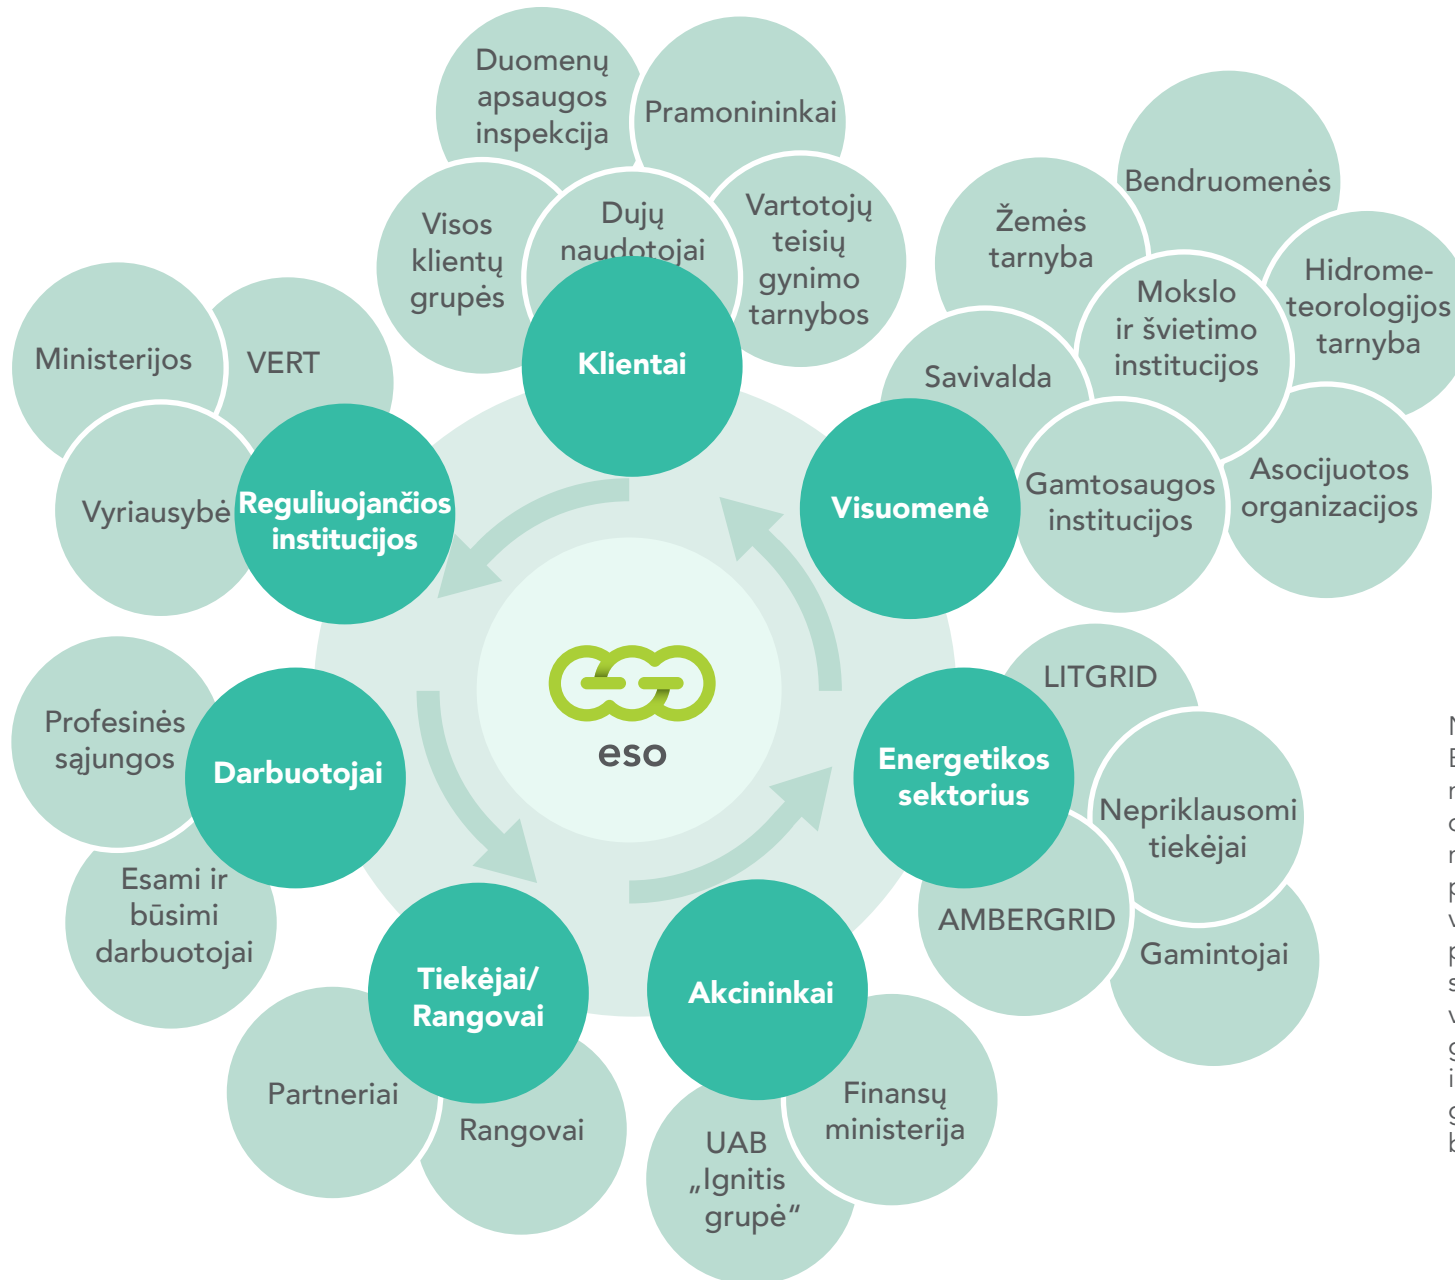 Duomenų
apsaugos
inspekcija
Pramonininkai
Visos
klientų
grupės
Dujų
naudotojai
Vartotojų
teisių
gynimo
tarnybos
Klientai
Bendruomenės
Žemės
tarnyba
Hidrome-
teorologijos
tarnyba
Mokslo
ir švietimo
institucijos
Savivalda
Asocijuotos
organizacijos
Gamtosaugos
institucijos
Visuomenė
Ministerijos
VERT
Vyriausybė
Reguliuojančios
institucijos
eso
LITGRID
Nepriklausomi
tiekėjai
AMBERGRID
Gamintojai
Energetikos
sektorius
Profesinės
sąjungos
Darbuotojai
Esami ir
būsimi
darbuotojai
Tiekėjai/
Rangovai
Partneriai
Rangovai
Akcininkai
Finansų
ministerija
UAB
„Ignitis
grupė“